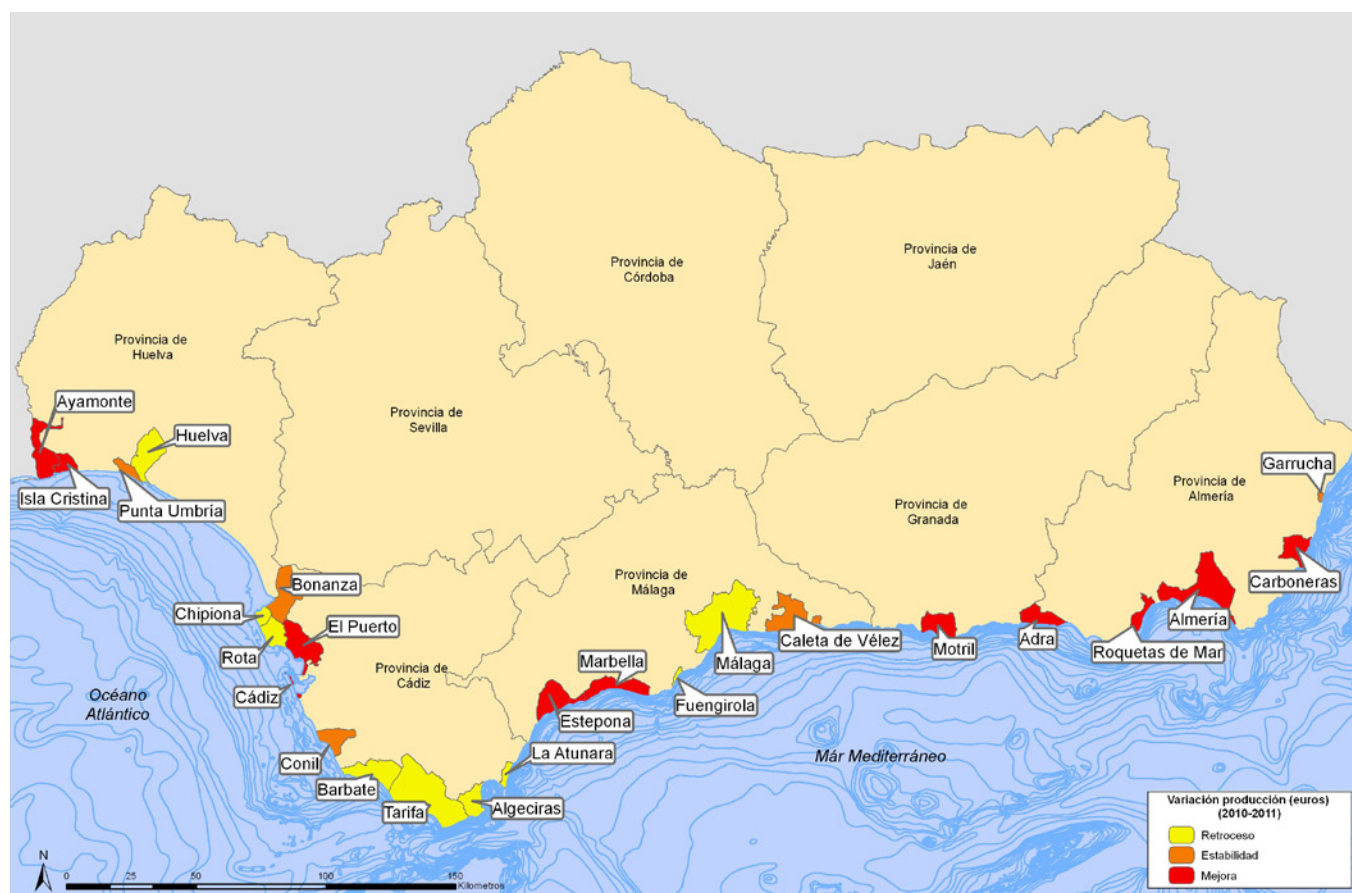 Provincia de
Córdoba
Provincia de
Jaén
Provincia de
Huelva
Provincia de
Sevilla
Ayamonte
Huelva
Isla Cristina
Punta Umbría
Garrucha
Provincia de
Almería
Provincia de
Granada
Provincia de
Málaga
Bonanza
Chipiona
El Puerto
Rota
Cádiz
Provincia de
Cádiz
Carboneras
Almería
Roquetas de Mar
Adra
Motril
Caleta de Vélez
Málaga
Marbella
Fuengirola
Estepona
Océano
Atlántico
Már Mediterráneo
Conil
La Atunara
Barbate
Tarifa
Algeciras
Variación producción (euros)
(2010-2011)
Retroceso
Estabilidad
Mejora
N
0 25 50 100 150
Kilometros